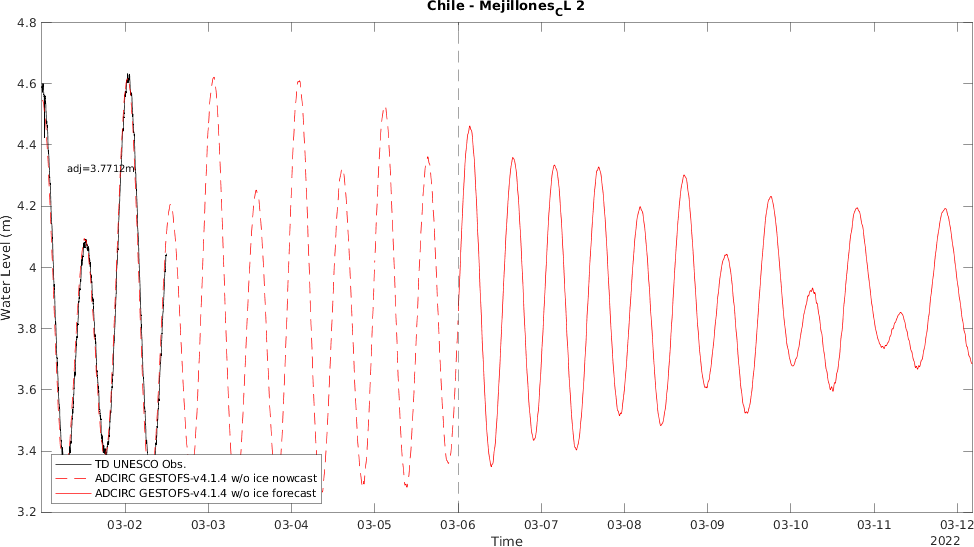 Chile - Mejillones_CL 2
4.8
4.6
4.4
4.2
4
3.8
3.6
3.4
3.2
Water Level (m)
adj=3.7712m
TD UNESCO Obs.
ADCIRC GESTOFS-v4.1.4 w/o ice nowcast
ADCIRC GESTOFS-v4.1.4 w/o ice forecast
03-02 03-03 03-04 03-05 03-06 03-07 03-08 03-09 03-10 03-11 03-12
Time
2022